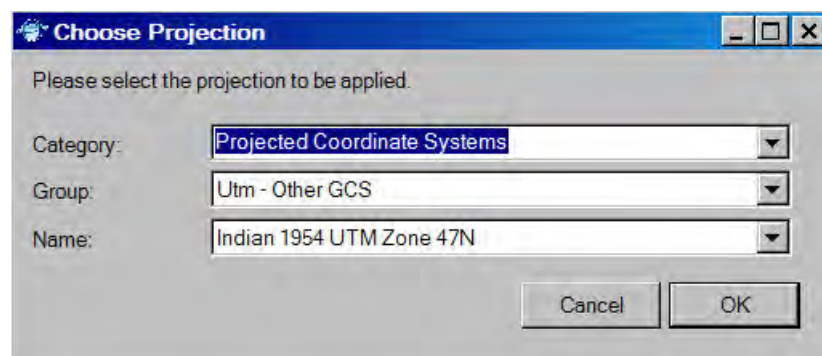 Choose Projection
Please select the projection to be applied.
Category: Projected Coordinate Systems
Group: Utm - Other GCS
Name: Indian 1954 UTM Zone 47N
Cancel OK